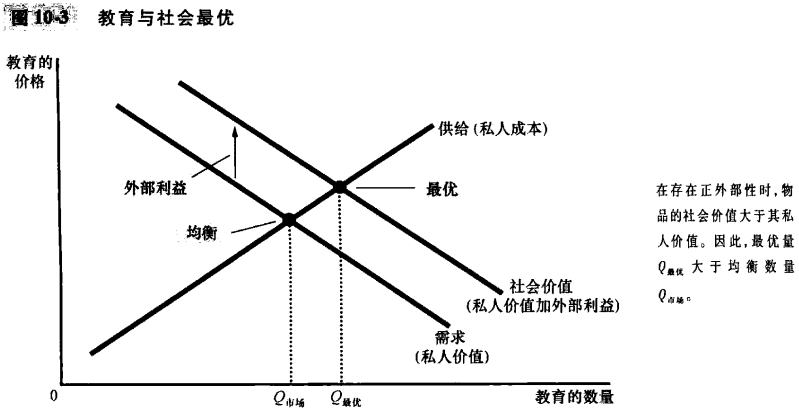 图 10-3 教育与社会最优
教育的
价格
供给(私人成本)
外部利益
最优
均衡
社会价值
(私人价值加外部利益)
需求
(私人价值)
0
Q市场
Q最优
教育的数量
在存在正外部性时,物
品的社会价值大于其私
人价值。因此,最优量
Q最优 大于均衡数量
Q市场。